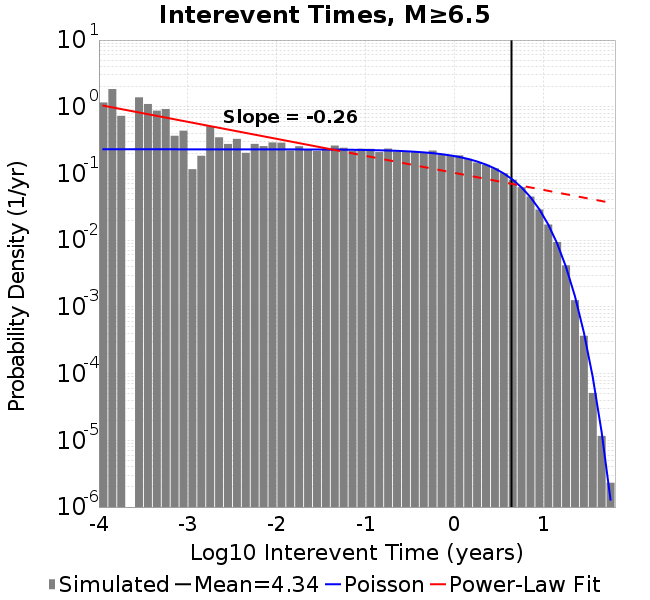 Interevent Times, M≥6.5
10^1
10^0
10^-1
10^-2
10^-3
10^-4
10^-5
10^-6
Probability Density (1/yr)
Slope = -0.26
-4 -3 -2 -1 0 1
Log10 Interevent Time (years)
Simulated Mean=4.34 Poisson Power-Law Fit